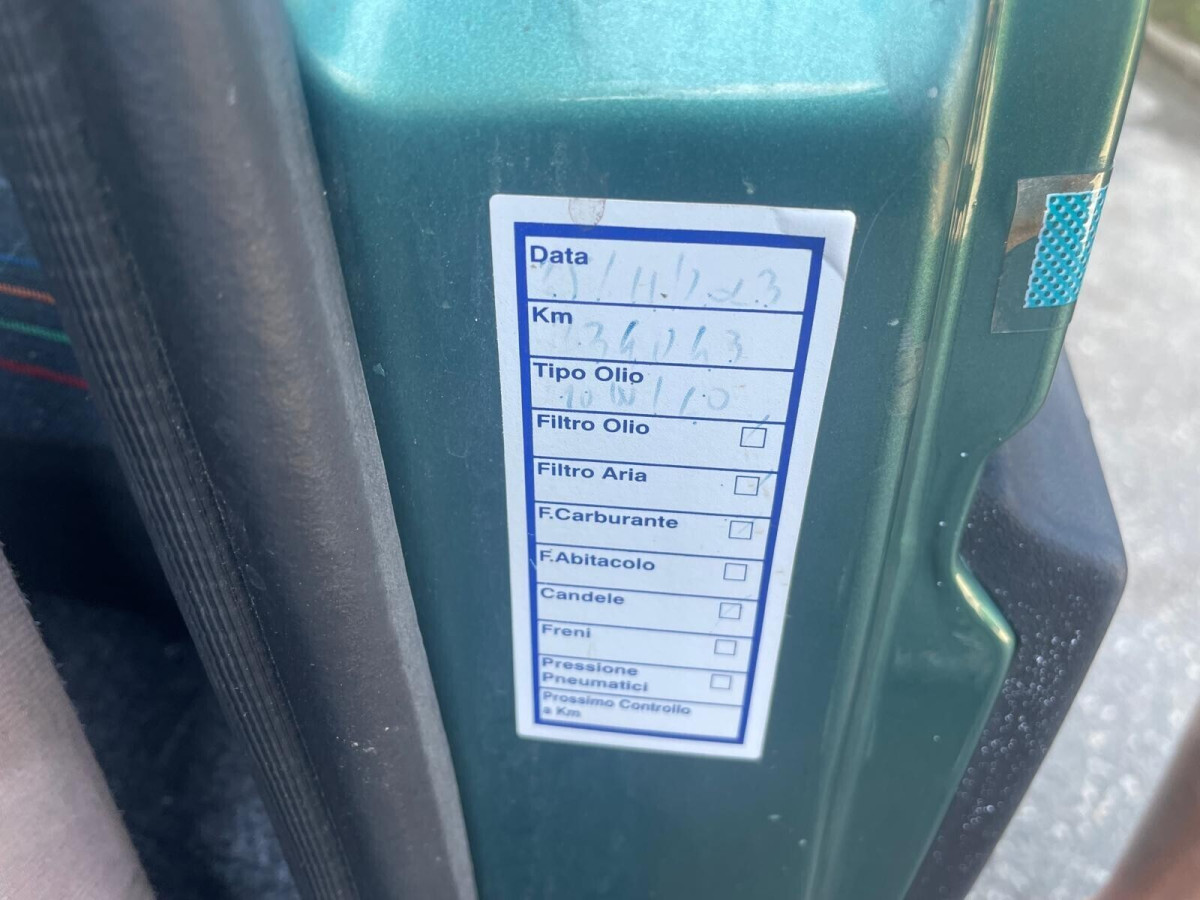 Data
Km
Tipo Olio
10W/40
Filtro Olio
Filtro Aria
F.Carburante
F.Abitacolo
Candele
Freni
Pressione
Pneumatici
Prossimo Controllo
a Km